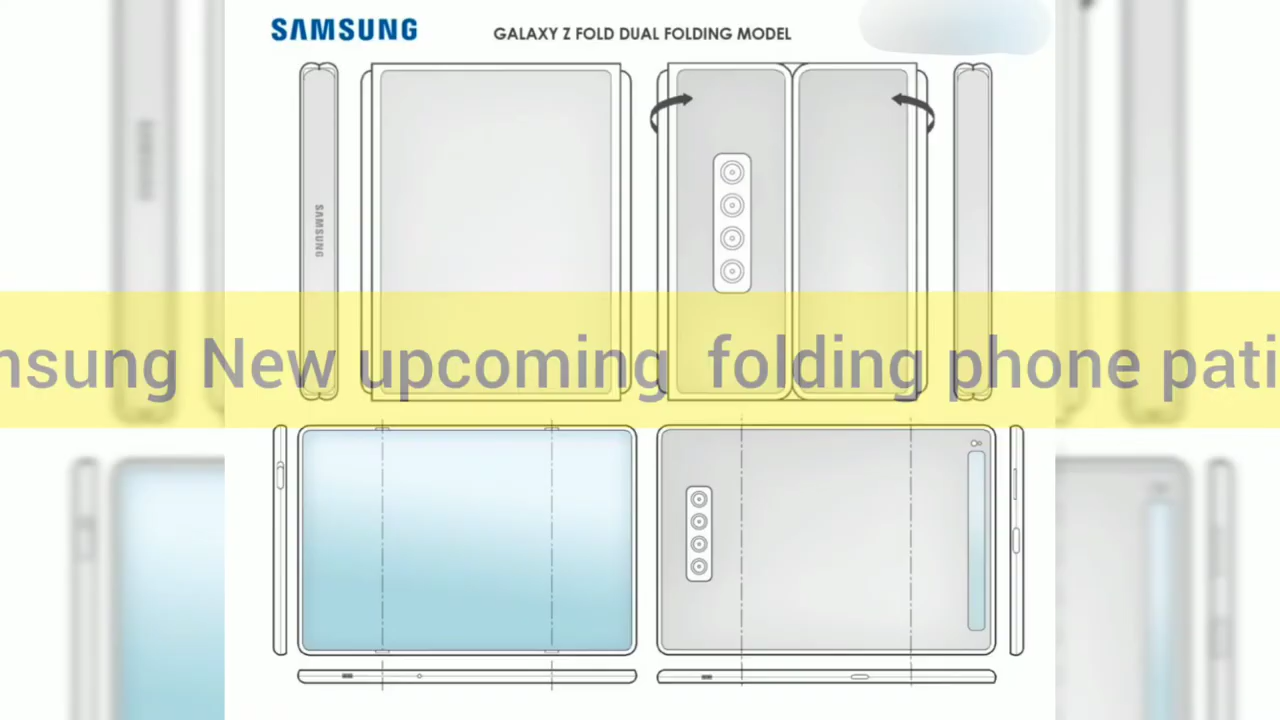 SAMSUNG
GALAXY Z FOLD DUAL FOLDING MODEL
SAMSUNG
New upcoming folding phone